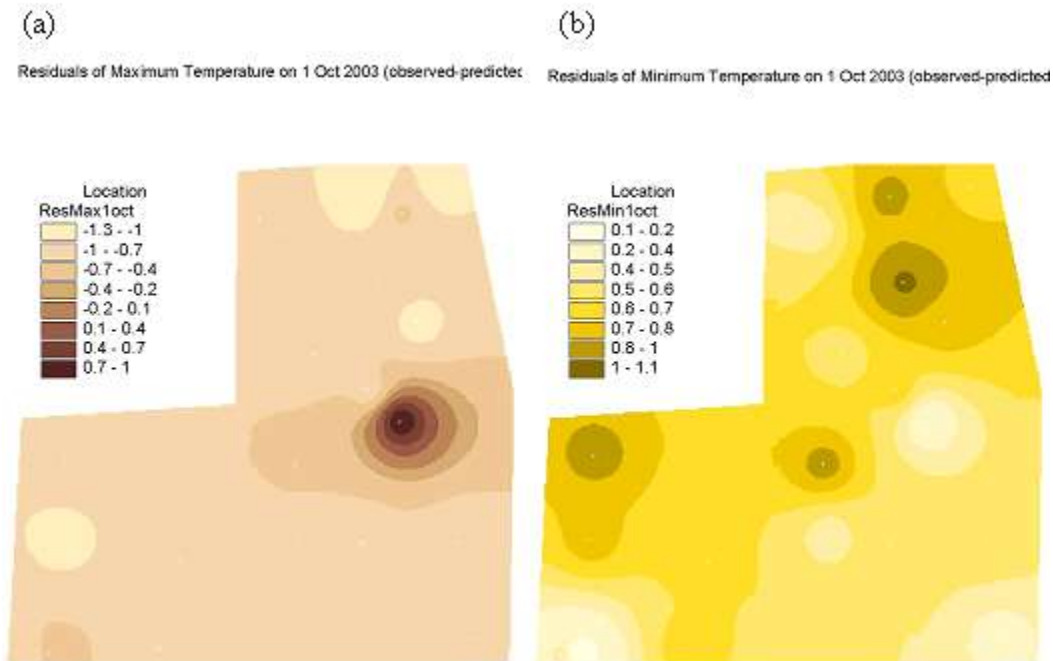 (a)
(b)
Residuals of Maximum Temperature on 1 Oct 2003 (observed-predicted
Residuals of Minimum Temperature on 1 Oct 2003 (observed-predicted
Location
ResMax1oct
-1.3 - -1
-1 - -0.7
-0.7 - -0.4
-0.4 - -0.2
-0.2 - 0.1
0.1 - 0.4
0.4 - 0.7
0.7 - 1
Location
ResMin1oct
0.1 - 0.2
0.2 - 0.4
0.4 - 0.5
0.5 - 0.6
0.6 - 0.7
0.7 - 0.8
0.8 - 1
1 - 1.1